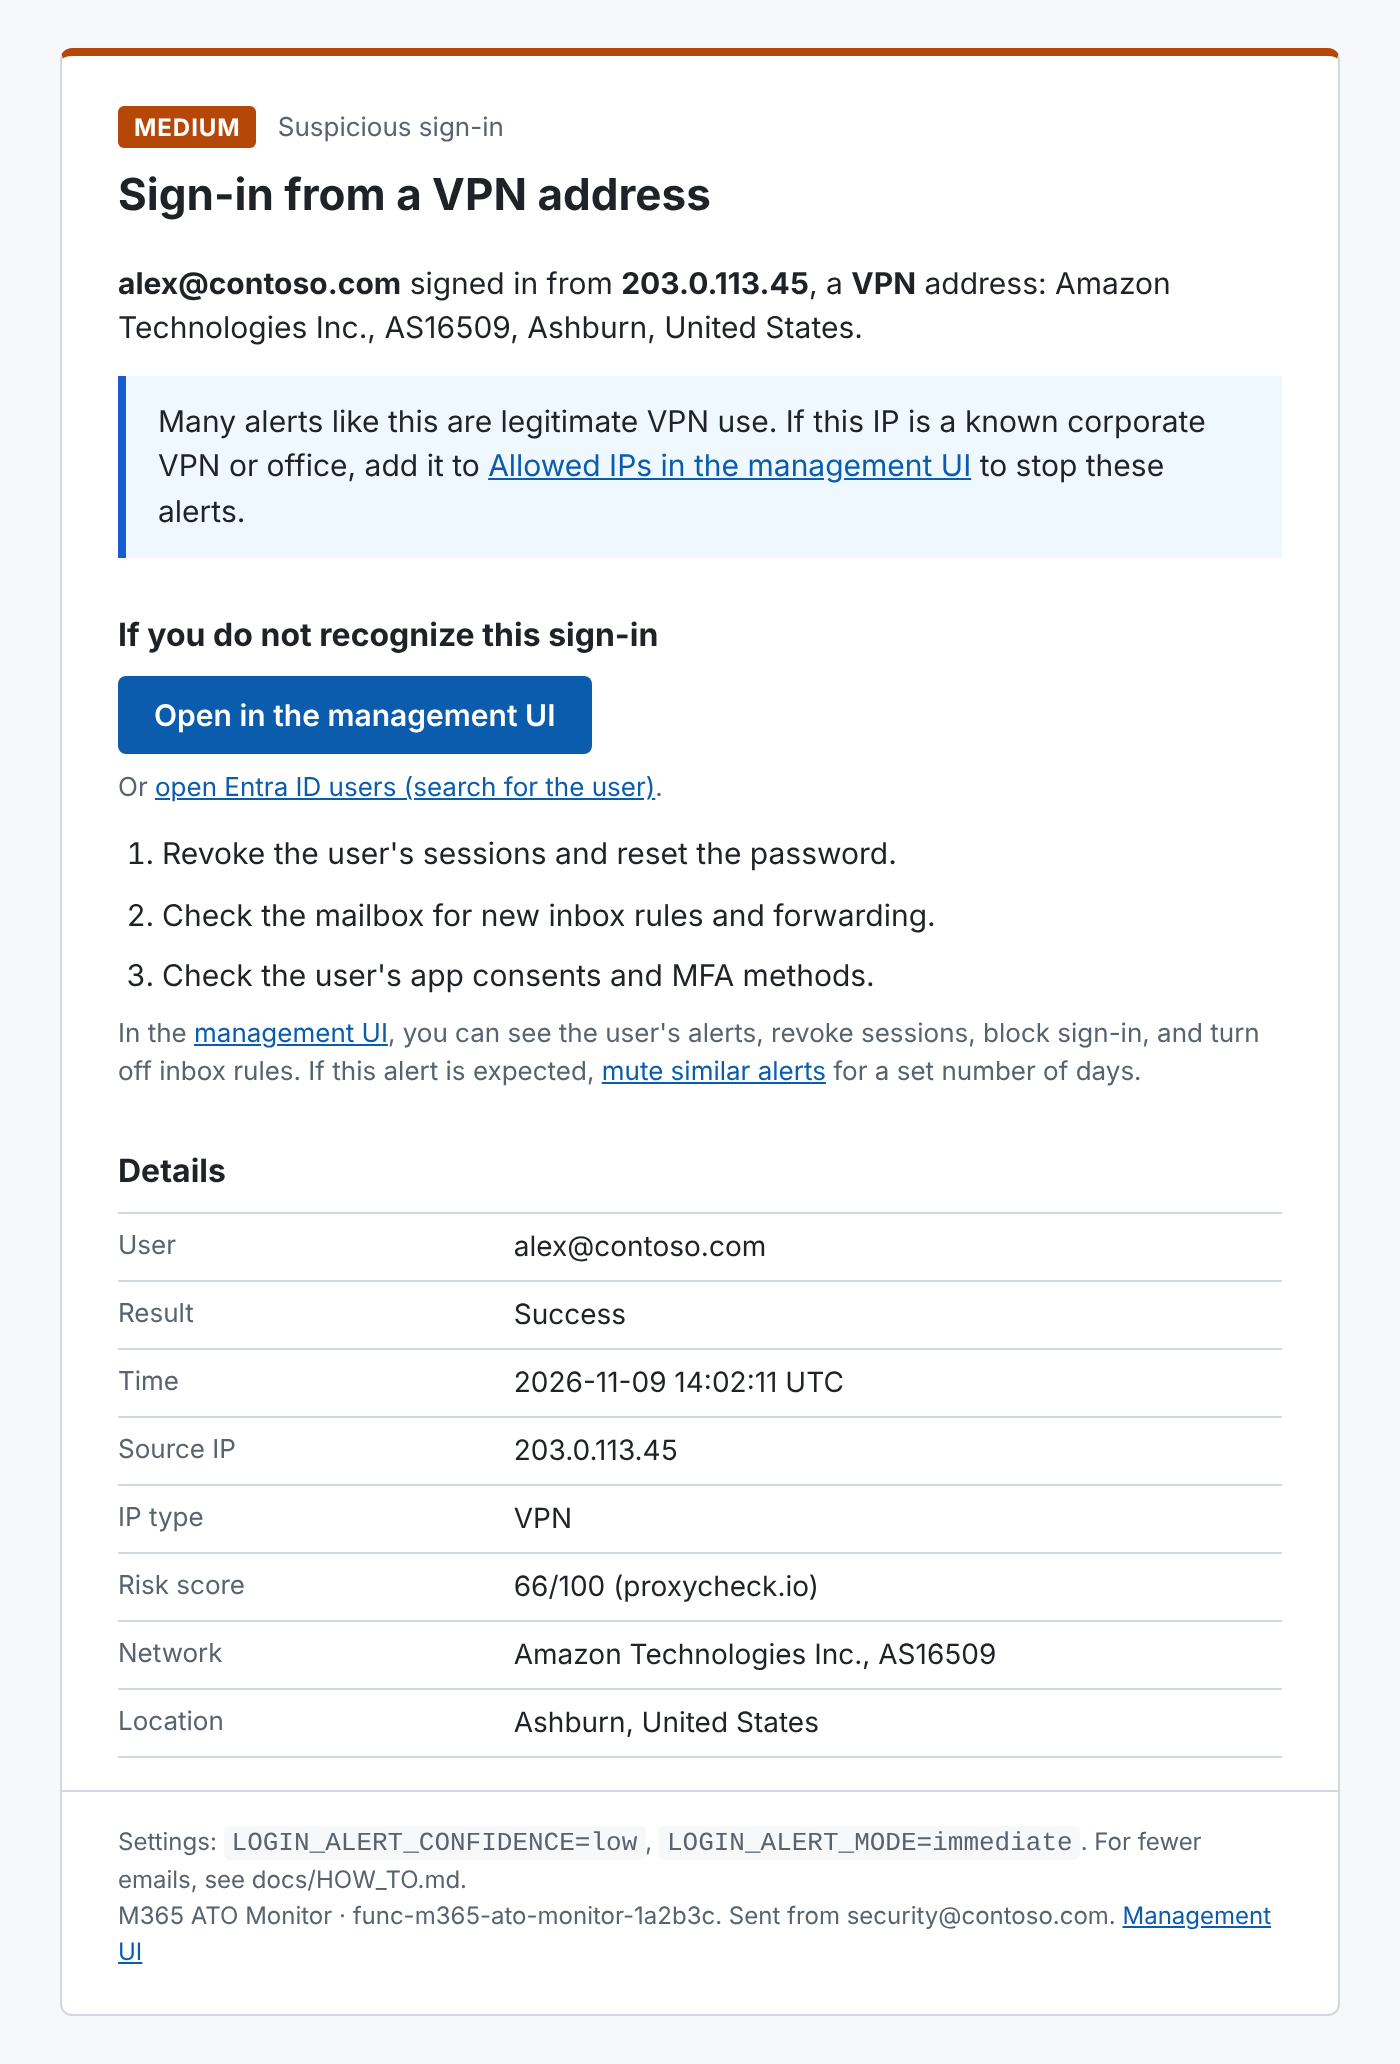 MEDIUM Suspicious sign-in
Sign-in from a VPN address
alex@contoso.com signed in from 203.0.113.45, a VPN address: Amazon
Technologies Inc., AS16509, Ashburn, United States.
Many alerts like this are legitimate VPN use. If this IP is a known corporate
VPN or office, add it to Allowed IPs in the management UI to stop these
alerts.
If you do not recognize this sign-in
Open in the management UI
Or open Entra ID users (search for the user).
1. Revoke the user's sessions and reset the password.
2. Check the mailbox for new inbox rules and forwarding.
3. Check the user's app consents and MFA methods.
In the management UI, you can see the user's alerts, revoke sessions, block sign-in, and turn
off inbox rules. If this alert is expected, mute similar alerts for a set number of days.
Details
User alex@contoso.com
Result Success
Time 2026-11-09 14:02:11 UTC
Source IP 203.0.113.45
IP type VPN
Risk score 66/100 (proxycheck.io)
Network Amazon Technologies Inc., AS16509
Location Ashburn, United States
Settings: LOGIN_ALERT_CONFIDENCE=low, LOGIN_ALERT_MODE=immediate. For fewer
emails, see docs/HOW_TO.md.
M365 ATO Monitor · func-m365-ato-monitor-1a2b3c. Sent from security@contoso.com. Management
UI